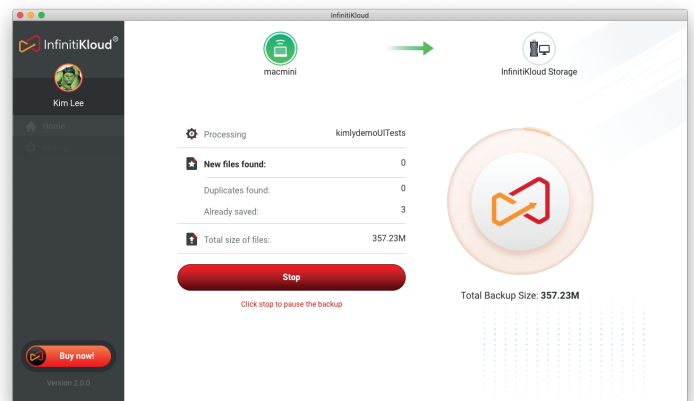 InfinitiKloud
InfinitiKloud®
macmini
InfinitiKloud Storage
Kim Lee
Home
Processing kimlydemoUITests
New files found: 0
Duplicates found: 0
Already saved: 3
Total size of files: 357.23M
Stop
Click stop to pause the backup
Total Backup Size: 357.23M
Buy now!
Version 2.0.0